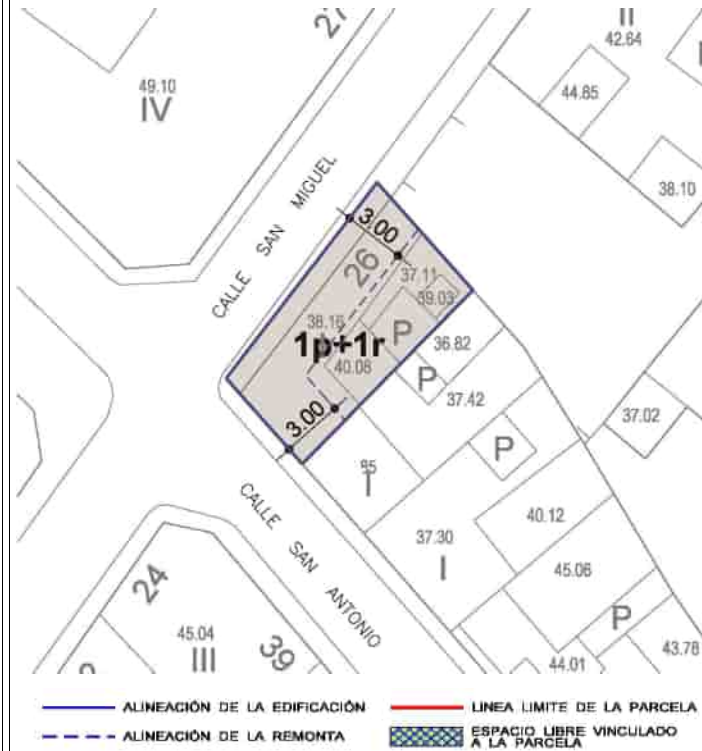 27
II
42.64
49.10
IV
44.85
38.10
CALLE SAN MIGUEL
3.00
26
37.11
39.03
38.16
1p+1r
P
40.08
36.82
P
37.42
37.02
3.00
P
85
I
40.12
37.30
I
CALLE SAN ANTONIO
45.06
24
P
45.04
III
39
43.78
44.01
ALINEACIÓN DE LA EDIFICACIÓN
LINEA LIMITE DE LA PARCELA
ALINEACIÓN DE LA REMONTA
ESPACIO LIBRE VINCULADO
A LA PARCELA